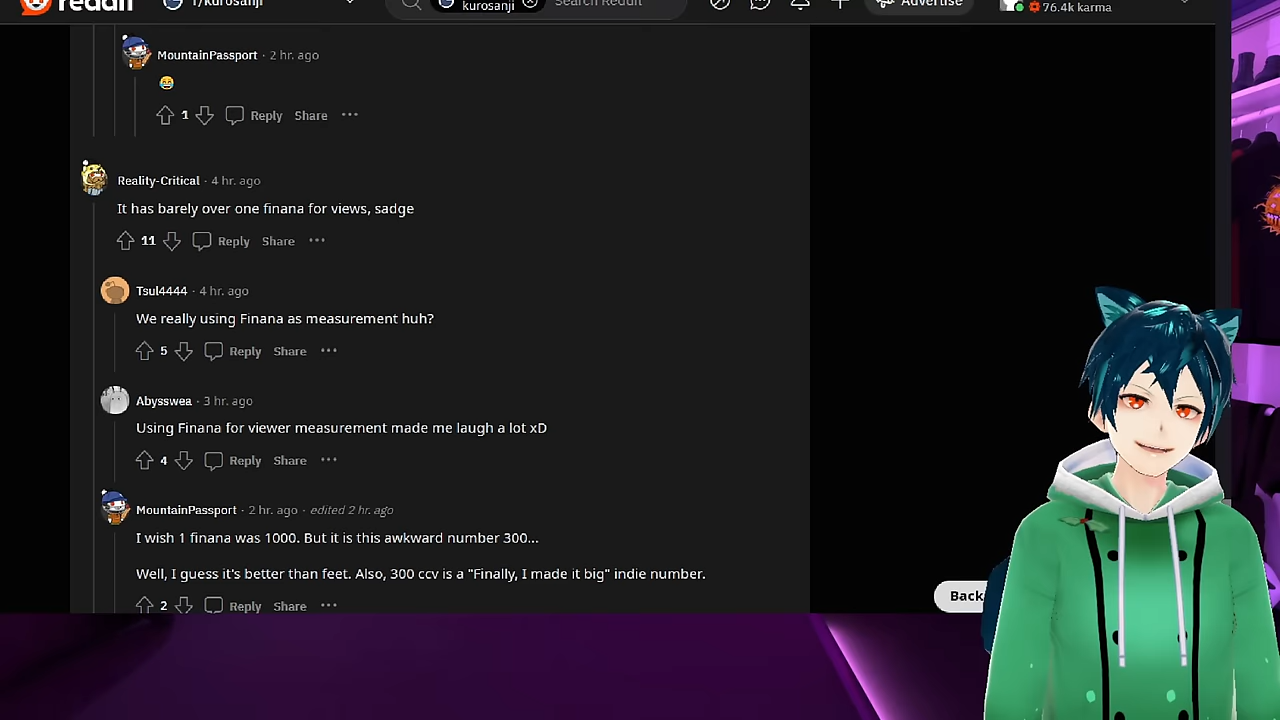 reddit
r/kurosanji
kurosanji
Search Reddit
Advertise
76.4k karma
MountainPassport · 2 hr. ago
😂
1 Reply Share ···
Reality-Critical · 4 hr. ago
It has barely over one finana for views, sadge
11 Reply Share ···
Tsul4444 · 4 hr. ago
We really using Finana as measurement huh?
5 Reply Share ···
Abysswea · 3 hr. ago
Using Finana for viewer measurement made me laugh a lot xD
4 Reply Share ···
MountainPassport · 2 hr. ago · edited 2 hr. ago
I wish 1 finana was 1000. But it is this awkward number 300...
Well, I guess it's better than feet. Also, 300 ccv is a "Finally, I made it big" indie number.
2 Reply Share ···
Back